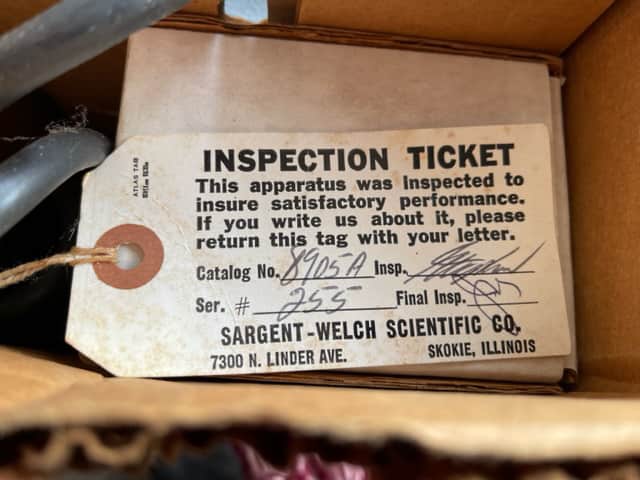 INSPECTION TICKET
This apparatus was inspected to
insure satisfactory performance.
If you write us about it, please
return this tag with your letter.
Catalog No. 8905A Insp.
Ser. # 255 Final Insp.
SARGENT-WELCH SCIENTIFIC CO.
7300 N. LINDER AVE. SKOKIE, ILLINOIS
ATLAS TAG